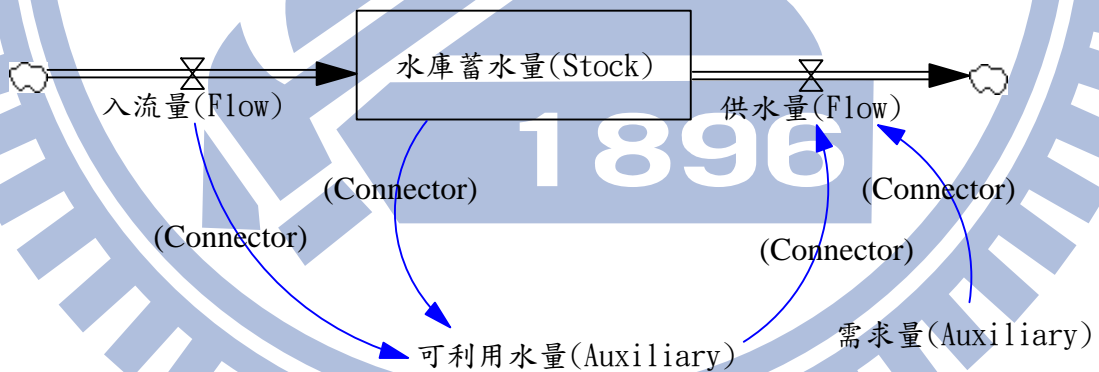 水庫蓄水量(Stock)
入流量(Flow)
供水量(Flow)
1896
(Connector)
(Connector)
(Connector)
(Connector)
需求量(Auxiliary)
可利用水量(Auxiliary)